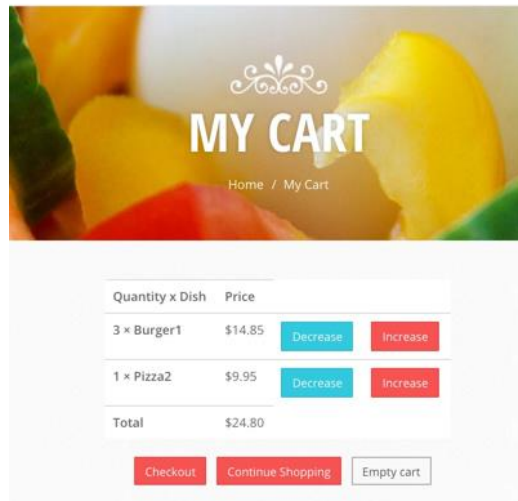 MY CART
Home / My Cart
Quantity x Dish Price
3 × Burger1 $14.85 Decrease Increase
1 × Pizza2 $9.95 Decrease Increase
Total $24.80
Checkout Continue Shopping Empty cart